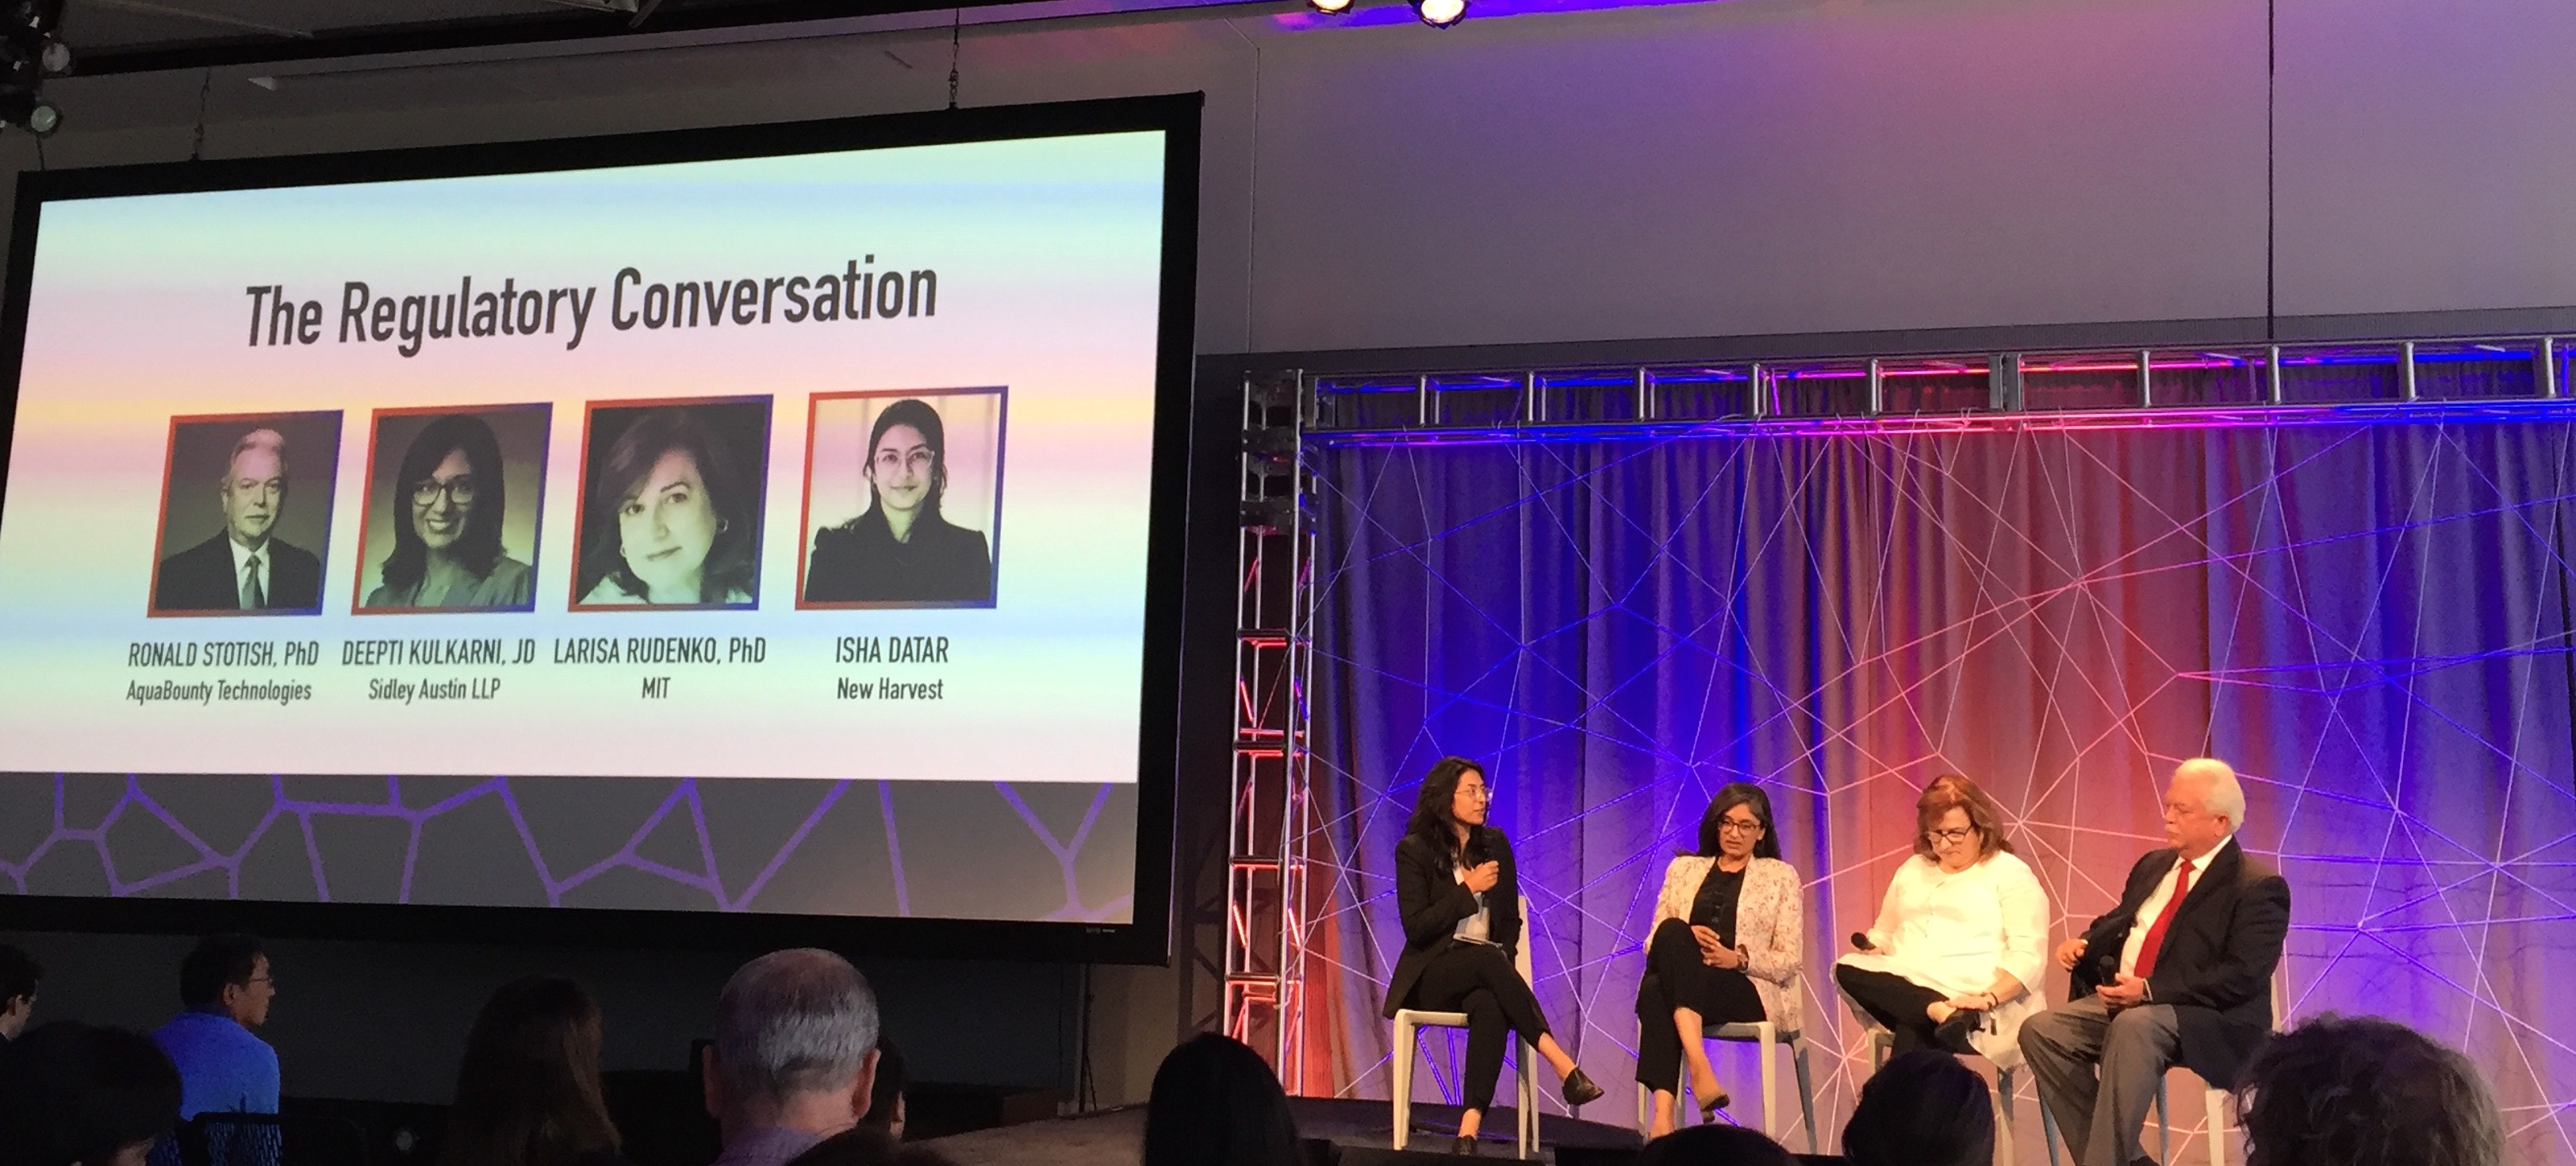 The Regulatory Conversation
RONALD STOTISH, PhD
AquaBounty Technologies
DEEPTI KULKARNI, JD
Sidley Austin LLP
LARISA RUDENKO, PhD
MIT
ISHA DATAR
New Harvest